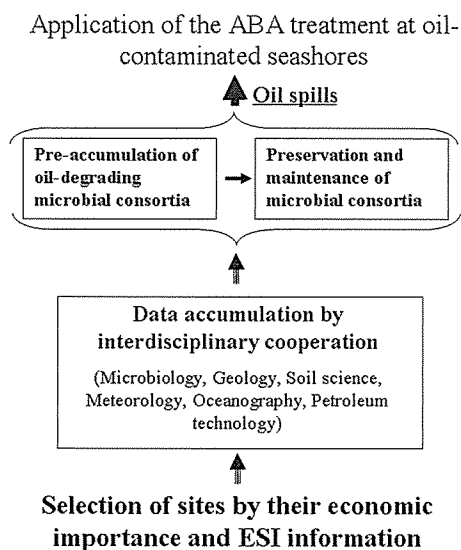 Application of the ABA treatment at oil-
contaminated seashores
Oil spills
Pre-accumulation of
oil-degrading
microbial consortia
Preservation and
maintenance of
microbial consortia
Data accumulation by
interdisciplinary cooperation
(Microbiology, Geology, Soil science,
Meteorology, Oceanography, Petroleum
technology)
Selection of sites by their economic
importance and ESI information